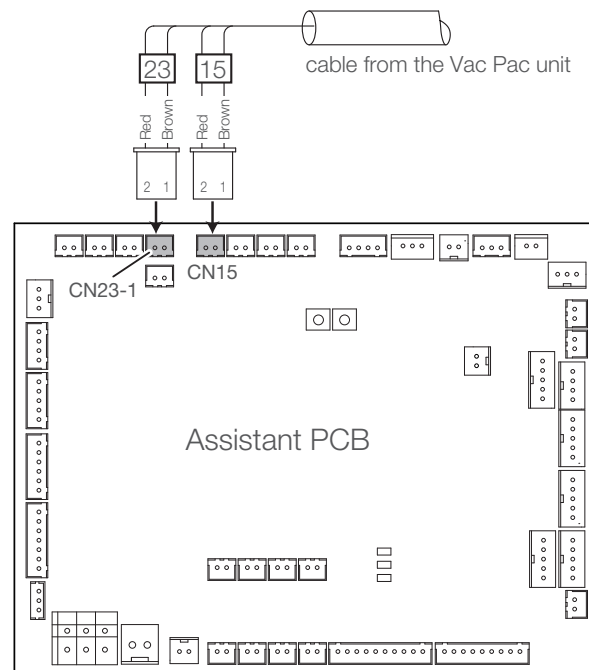 cable from the Vac Pac unit
23 15
Red Brown Red Brown
2 1 2 1
CN23-1 CN15
Assistant PCB